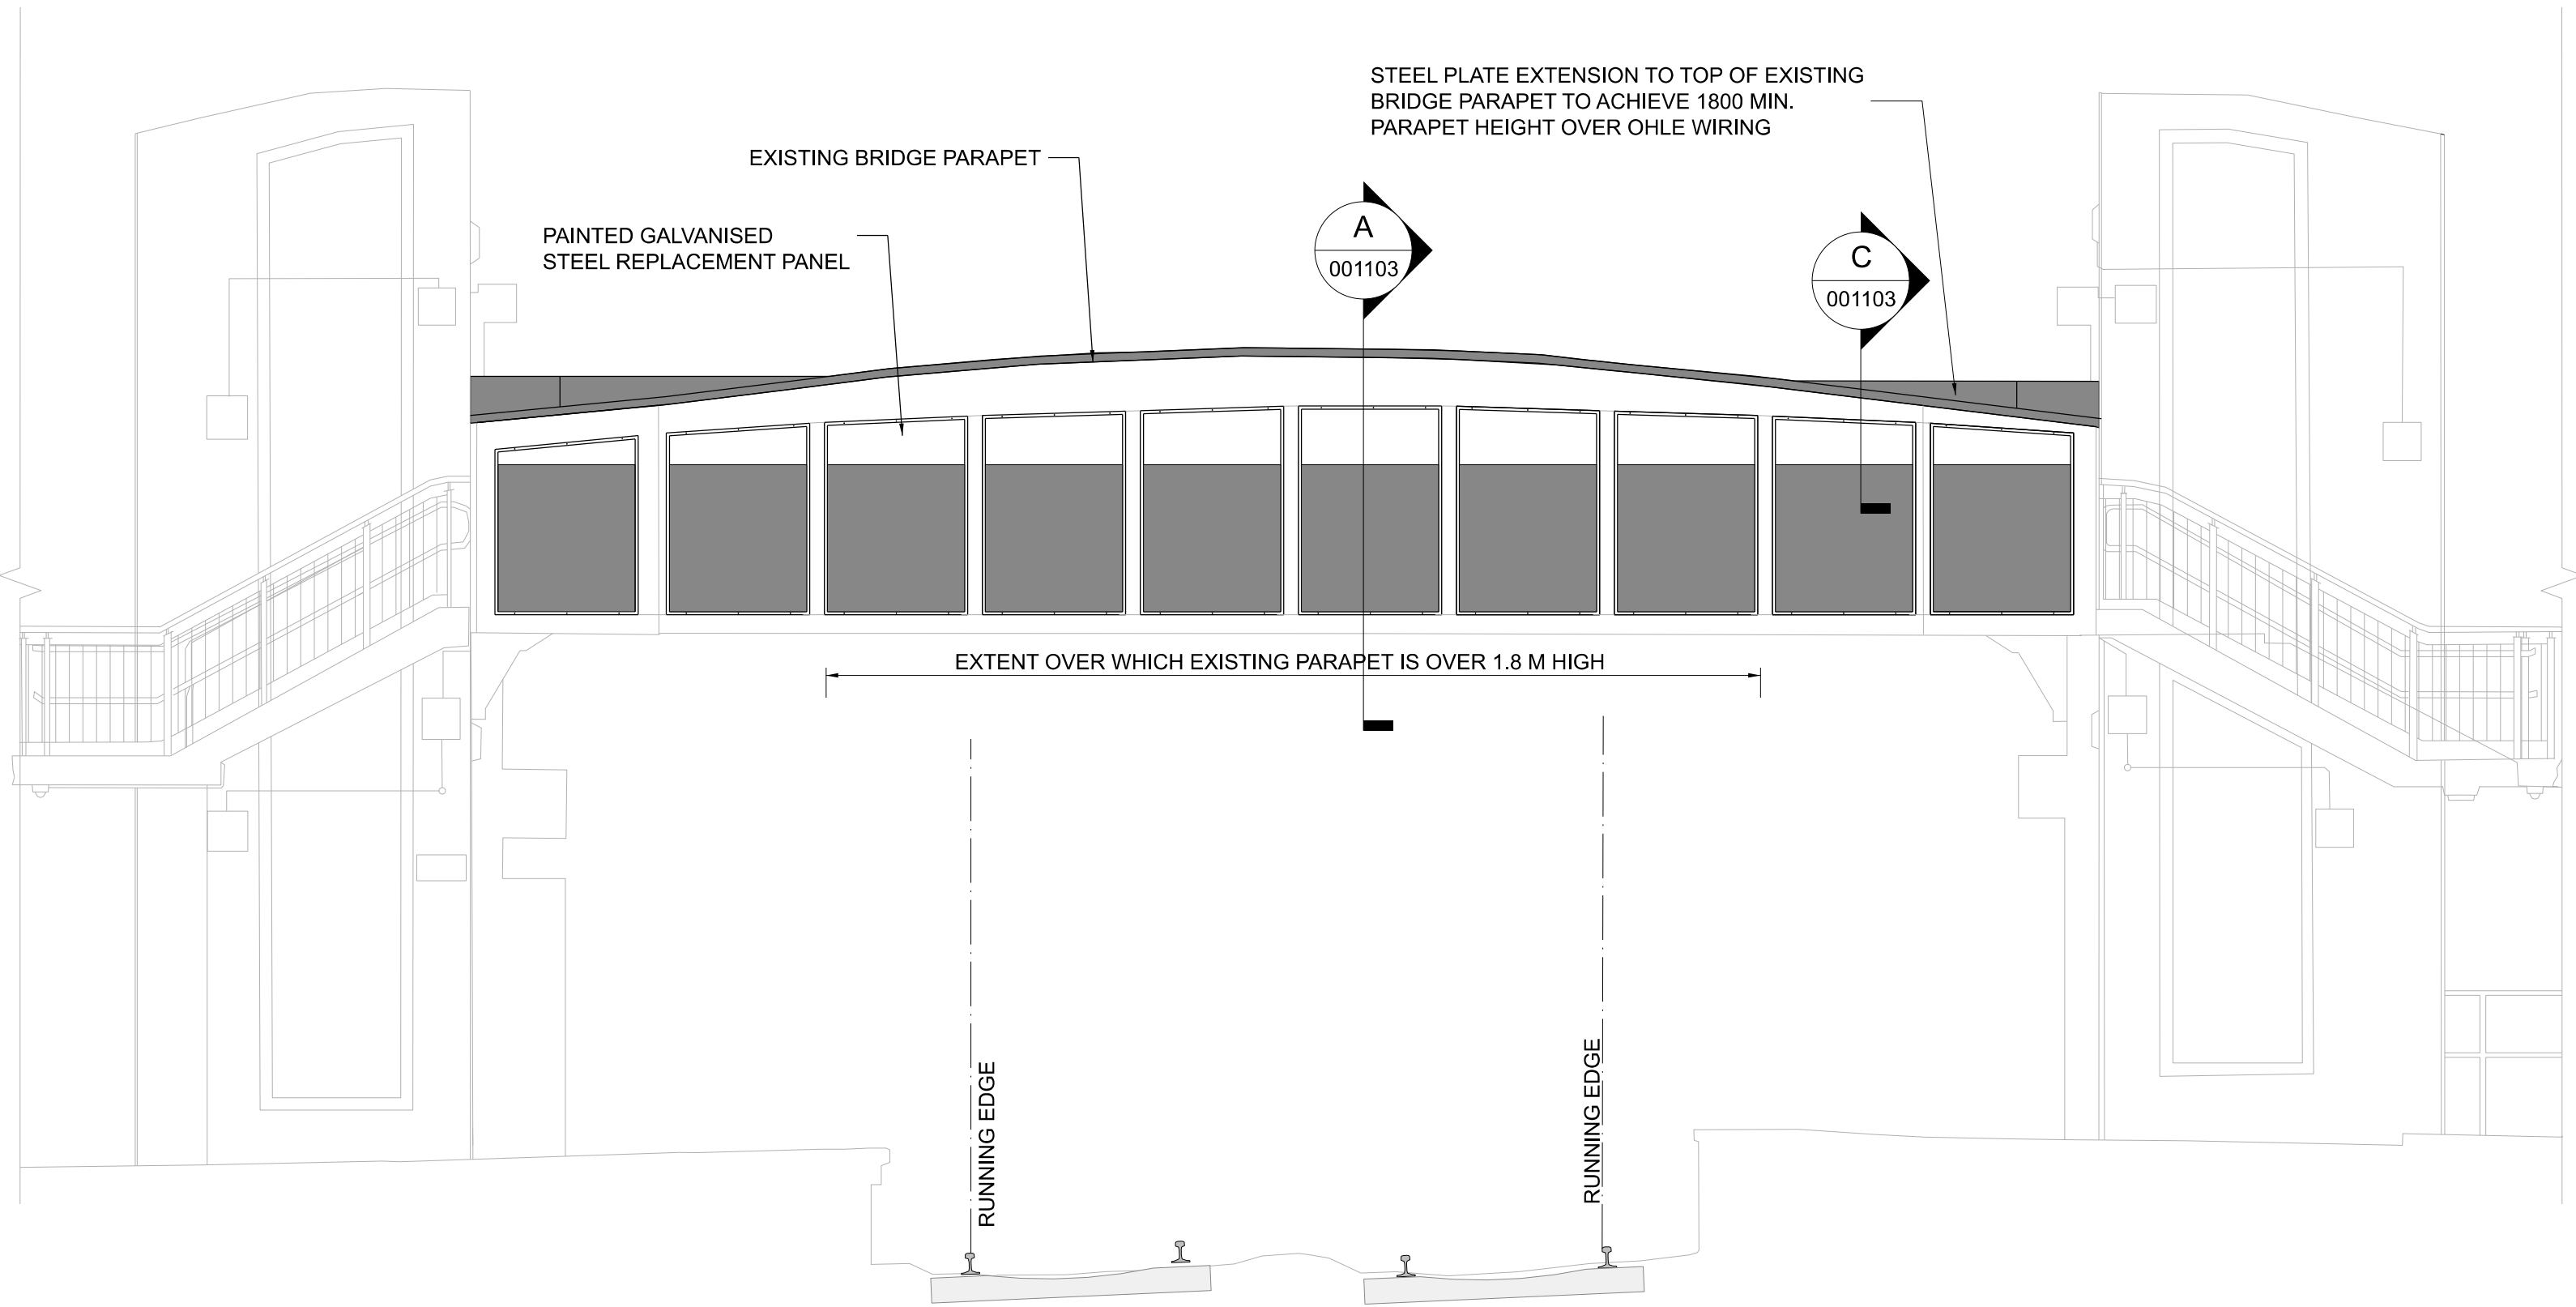 STEEL PLATE EXTENSION TO TOP OF EXISTING
BRIDGE PARAPET TO ACHIEVE 1800 MIN.
PARAPET HEIGHT OVER OHLE WIRING
EXISTING BRIDGE PARAPET
PAINTED GALVANISED
STEEL REPLACEMENT PANEL
A
001103
C
001103
EXTENT OVER WHICH EXISTING PARAPET IS OVER 1.8 M HIGH
RUNNING EDGE
RUNNING EDGE